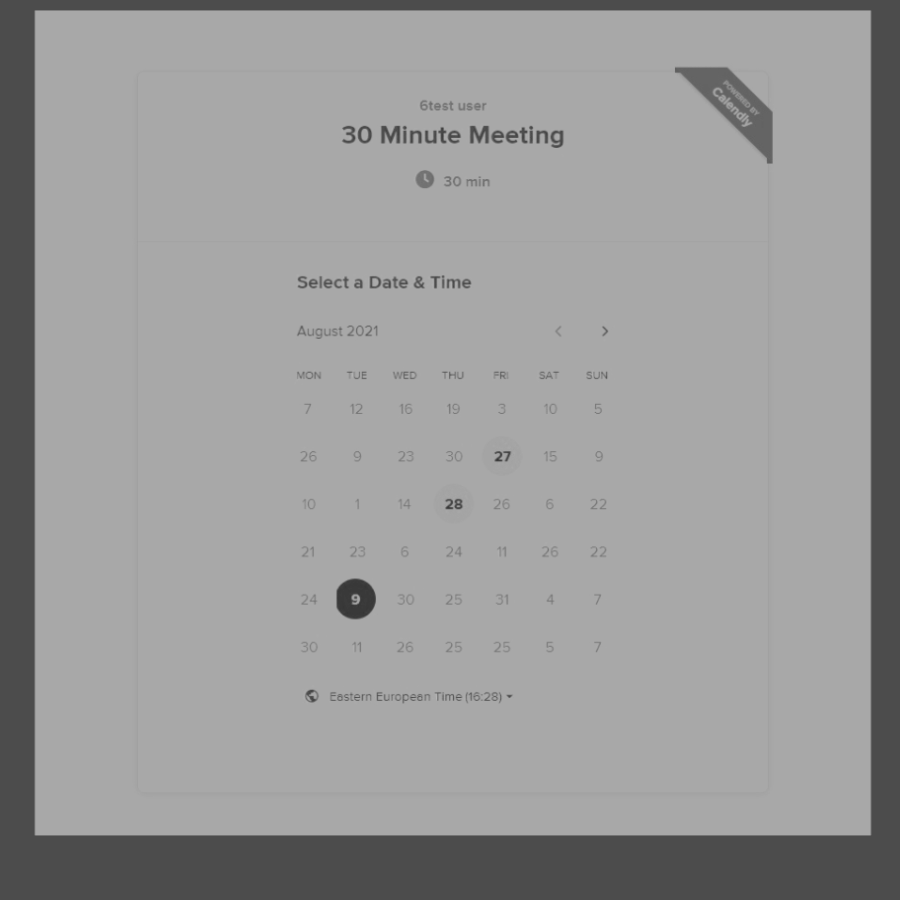 POWERED BY
Calendly
6test user
30 Minute Meeting
30 min
Select a Date & Time
August 2021
MON TUE WED THU FRI SAT SUN
7 12 16 19 3 10 5
26 9 23 30 27 15 9
10 1 14 28 26 6 22
21 23 6 24 11 26 22
24 9 30 25 31 4 7
30 11 26 25 25 5 7
Eastern European Time (16:28)